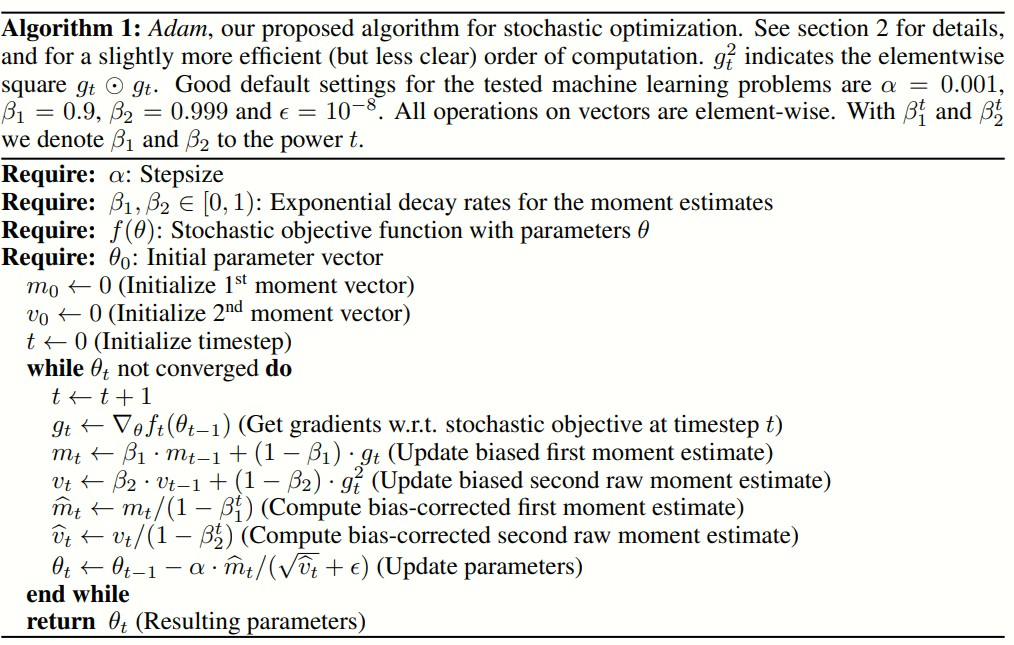 Algorithm 1: Adam, our proposed algorithm for stochastic optimization. See section 2 for details,
and for a slightly more efficient (but less clear) order of computation. g_t^2 indicates the elementwise
square g_t ⊙ g_t. Good default settings for the tested machine learning problems are α = 0.001,
β_1 = 0.9, β_2 = 0.999 and ϵ = 10^{-8}. All operations on vectors are element-wise. With β_1^t and β_2^t
we denote β_1 and β_2 to the power t.
Require: α: Stepsize
Require: β_1, β_2 ∈ [0, 1): Exponential decay rates for the moment estimates
Require: f(θ): Stochastic objective function with parameters θ
Require: θ_0: Initial parameter vector
m_0 ← 0 (Initialize 1^st moment vector)
v_0 ← 0 (Initialize 2^nd moment vector)
t ← 0 (Initialize timestep)
while θ_t not converged do
t ← t + 1
g_t ← ∇_θ f_t(θ_{t−1}) (Get gradients w.r.t. stochastic objective at timestep t)
m_t ← β_1 · m_{t−1} + (1 − β_1) · g_t (Update biased first moment estimate)
v_t ← β_2 · v_{t−1} + (1 − β_2) · g_t^2 (Update biased second raw moment estimate)
m̂_t ← m_t/(1 − β_1^t) (Compute bias-corrected first moment estimate)
v̂_t ← v_t/(1 − β_2^t) (Compute bias-corrected second raw moment estimate)
θ_t ← θ_{t−1} − α · m̂_t/(√v̂_t + ϵ) (Update parameters)
end while
return θ_t (Resulting parameters)